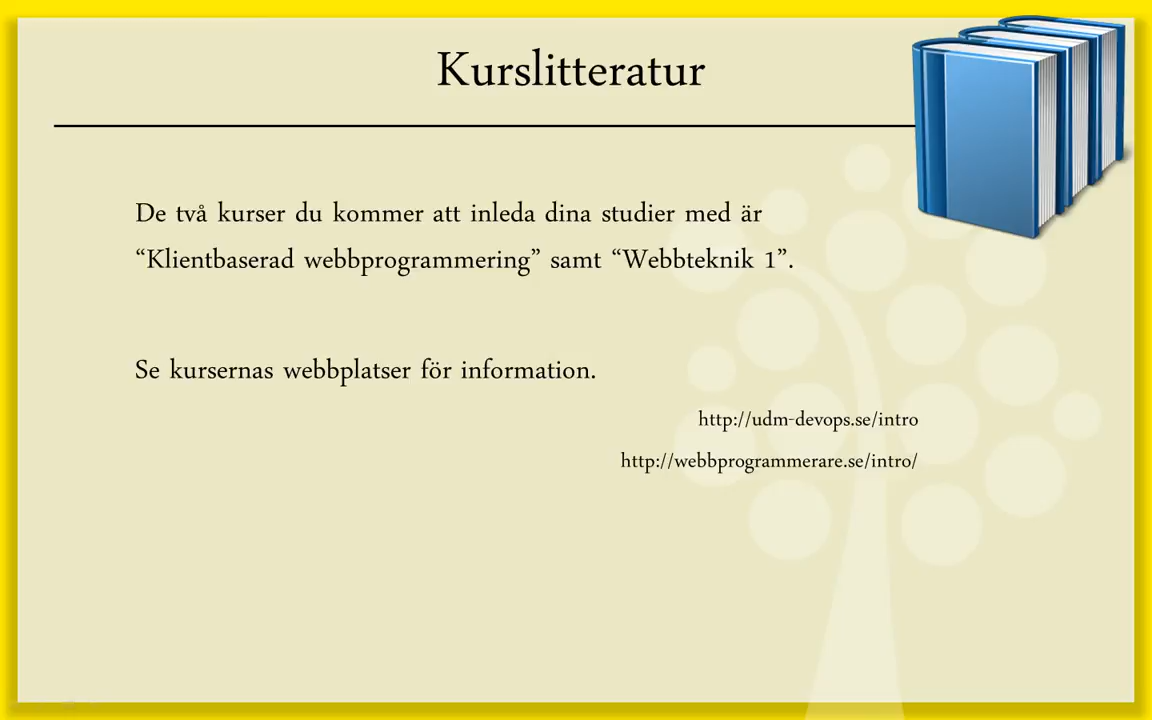 Kurslitteratur
De två kurser du kommer att inleda dina studier med är
“Klientbaserad webbprogrammering” samt “Webbteknik 1”.
Se kursernas webbplatser för information.
http://udm-devops.se/intro
http://webbprogrammerare.se/intro/